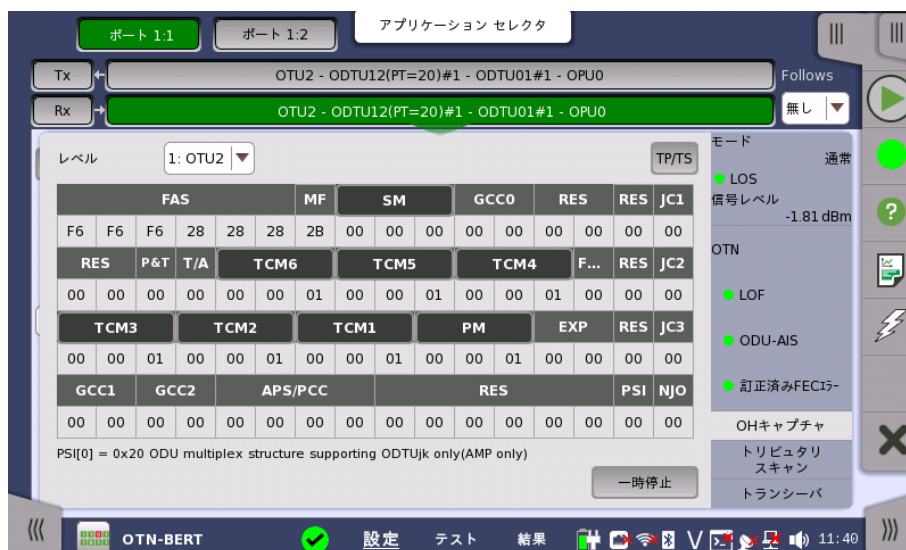 ポート 1:1 ポート 1:2 アプリケーション セレクタ
Tx OTU2 - ODTU12(PT=20)#1 - ODTU01#1 - OPU0 Follows
Rx OTU2 - ODTU12(PT=20)#1 - ODTU01#1 - OPU0 無し
レベル 1: OTU2 TP/TS
FAS MF SM GCC0 RES RES JC1
F6 F6 F6 28 28 28 2B 00 00 00 00 00 00 00 00 00
RES P&T T/A TCM6 TCM5 TCM4 F... RES JC2
00 00 00 00 00 00 01 00 00 01 00 00 01 00 00 00
TCM3 TCM2 TCM1 PM EXP RES JC3
00 00 01 00 00 01 00 00 01 00 00 01 00 00 00 00
GCC1 GCC2 APS/PCC RES PSI NJO
00 00 00 00 00 00 00 00 00 00 00 00 00 00 00 00
PSI[0] = 0x20 ODU multiplex structure supporting ODTUjk only(AMP only)
一時停止
モード
通常
LOS
信号レベル
-1.81 dBm
OTN
LOF
ODU-AIS
訂正済みFECエラー
OHキャプチャ
トリビュタリ
スキャン
トランシーバ
OTN-BERT 設定 テスト 結果 11:40